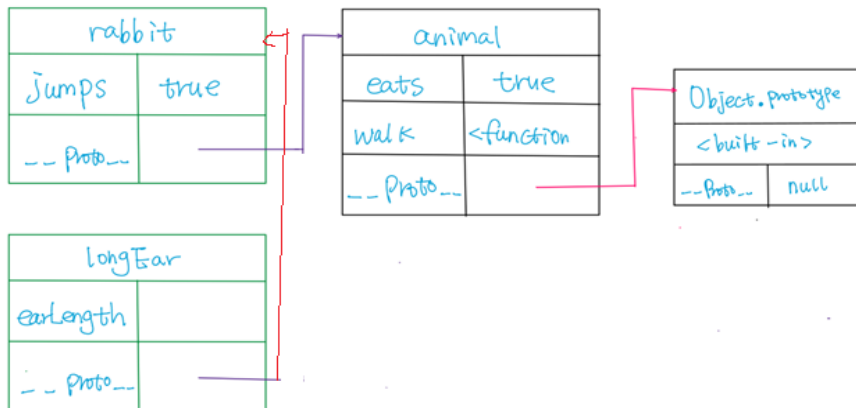 rabbit
jumps true
__proto__
animal
eats true
walk <function
__proto__
Object.prototype
<built-in>
__proto__ null
longEar
earLength
__proto__